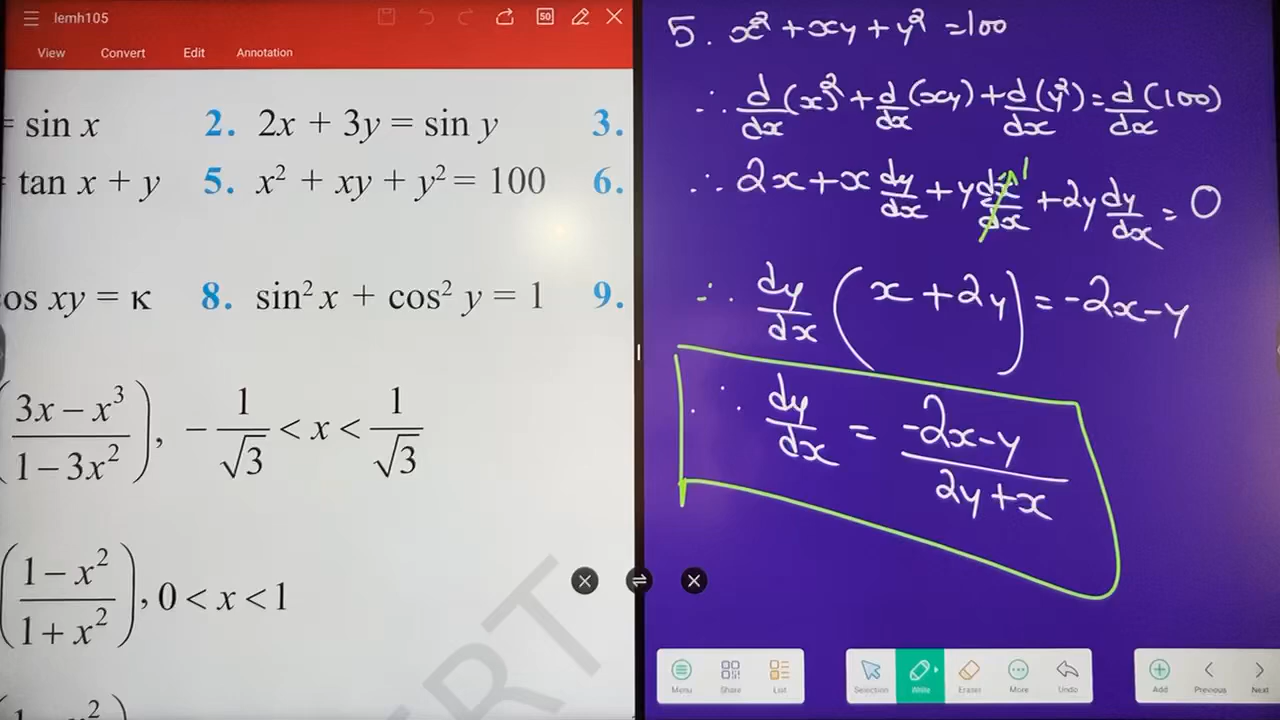 lemh105
50
View Convert Edit Annotation
= sin x 2. 2x + 3y = sin y 3.
tan x + y 5. x² + xy + y² = 100 6.
os xy = κ 8. sin² x + cos² y = 1 9.
(3x – x³ / 1 – 3x²), – 1/√3 < x < 1/√3
(1 – x² / 1 + x²), 0 < x < 1
x²
ERT
5. x² + xy + y² = 100
∴ d/dx (x)² + d/dx (xy) + d/dx (y²) = d/dx (100)
∴ 2x + x dy/dx + y dx/dx 1 + 2y dy/dx = 0
∴ dy/dx (x + 2y) = -2x - y
∴ dy/dx = -2x - y / 2y + x
Menu Share List Selection Write Eraser More Undo Add Previous Next